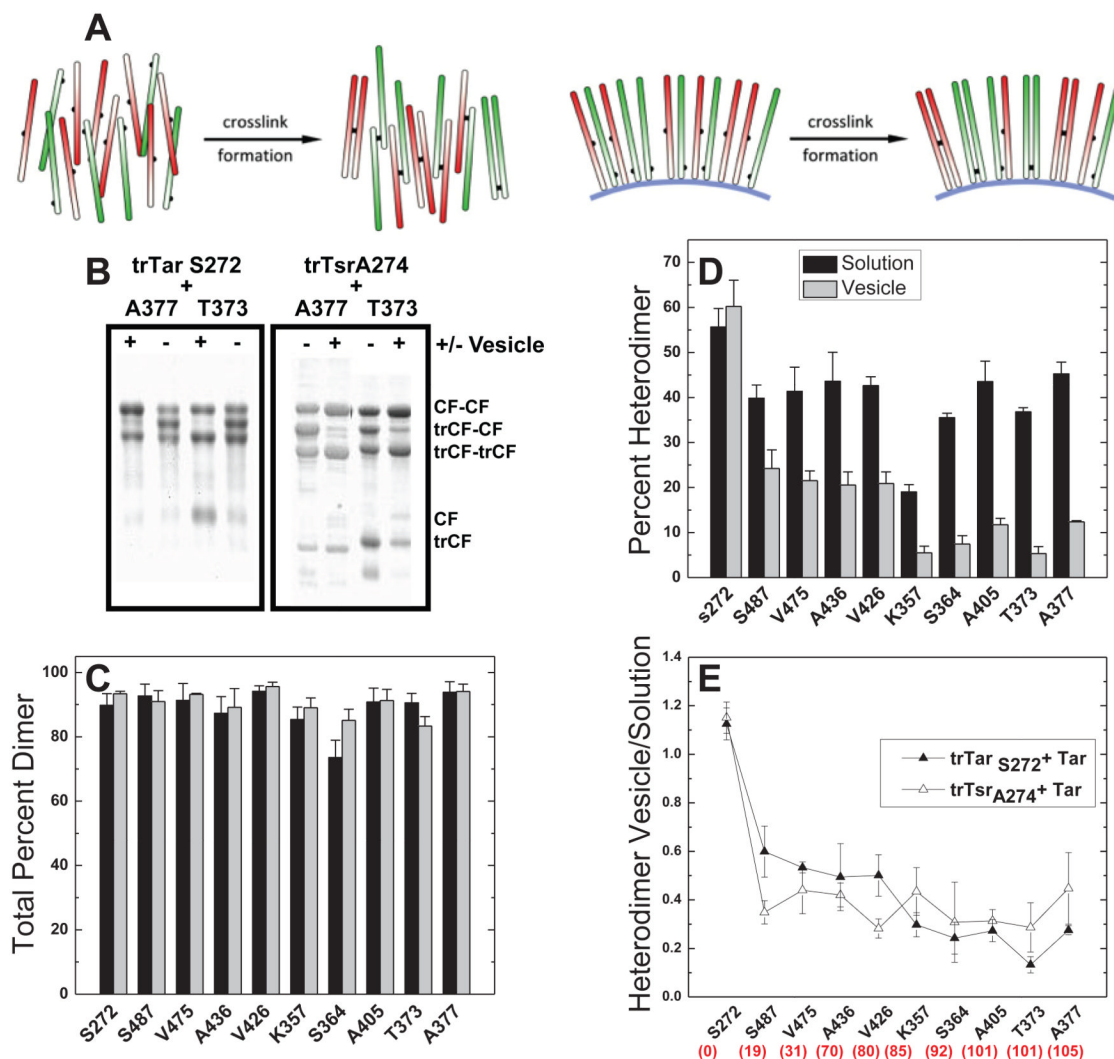 A
crosslink
formation
crosslink
formation
B
trTar S272
+
A377 T373
trTsrA274
+
A377 T373
+ - + -
- + - +
+/- Vesicle
CF-CF
trCF-CF
trCF-trCF
CF
trCF
C
Total Percent Dimer
100
80
60
40
20
0
S272 S487 V475 A436 V426 K357 S364 A405 T373 A377
D
Solution
Vesicle
Percent Heterodimer
70
60
50
40
30
20
10
0
s272 S487 V475 A436 V426 K357 S364 A405 T373 A377
E
trTar S272+ Tar
trTsrA274+ Tar
Heterodimer Vesicle/Solution
1.4
1.2
1.0
0.8
0.6
0.4
0.2
0.0
S272 S487 V475 A436 V426 K357 S364 A405 T373 A377
(0) (19) (31) (70) (80) (85) (92) (101) (101) (105)